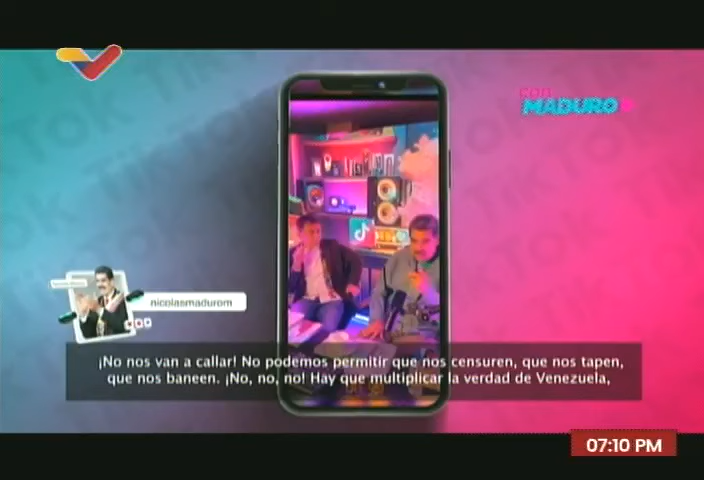 CON
MADURO
nicolasmadurom
¡No nos van a callar! No podemos permitir que nos censuren, que nos tapen,
que nos baneen. ¡No, no, no! Hay que multiplicar la verdad de Venezuela,
07:10 PM